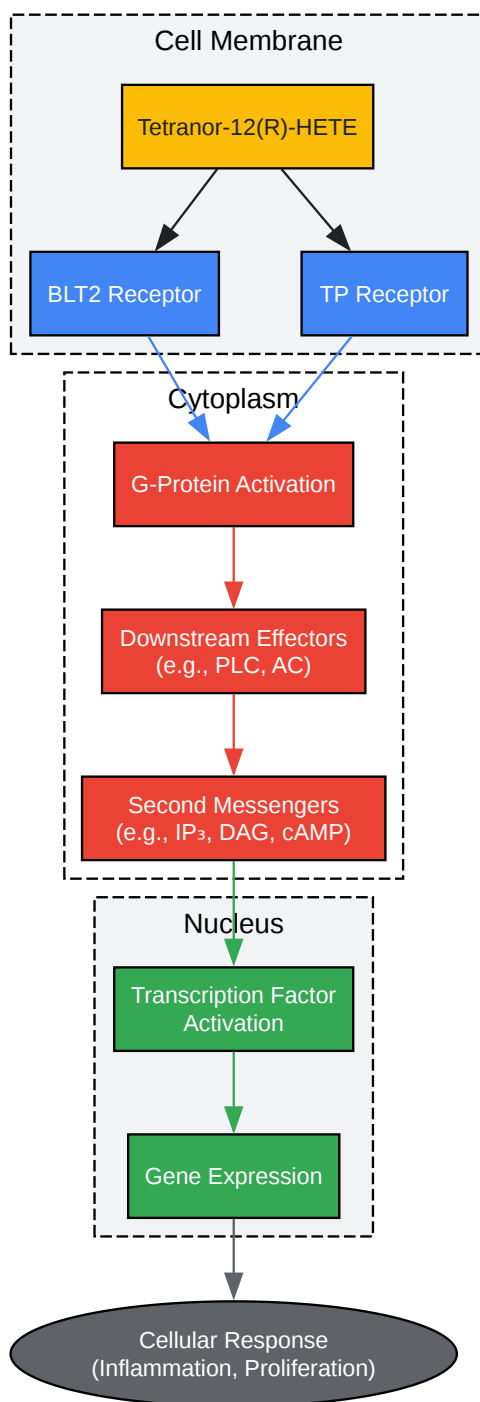 Cell Membrane
Tetranor-12(R)-HETE
BLT2 Receptor
TP Receptor
Cytoplasm
G-Protein Activation
Downstream Effectors
(e.g., PLC, AC)
Second Messengers
(e.g., IP₃, DAG, cAMP)
Nucleus
Transcription Factor
Activation
Gene Expression
Cellular Response
(Inflammation, Proliferation)